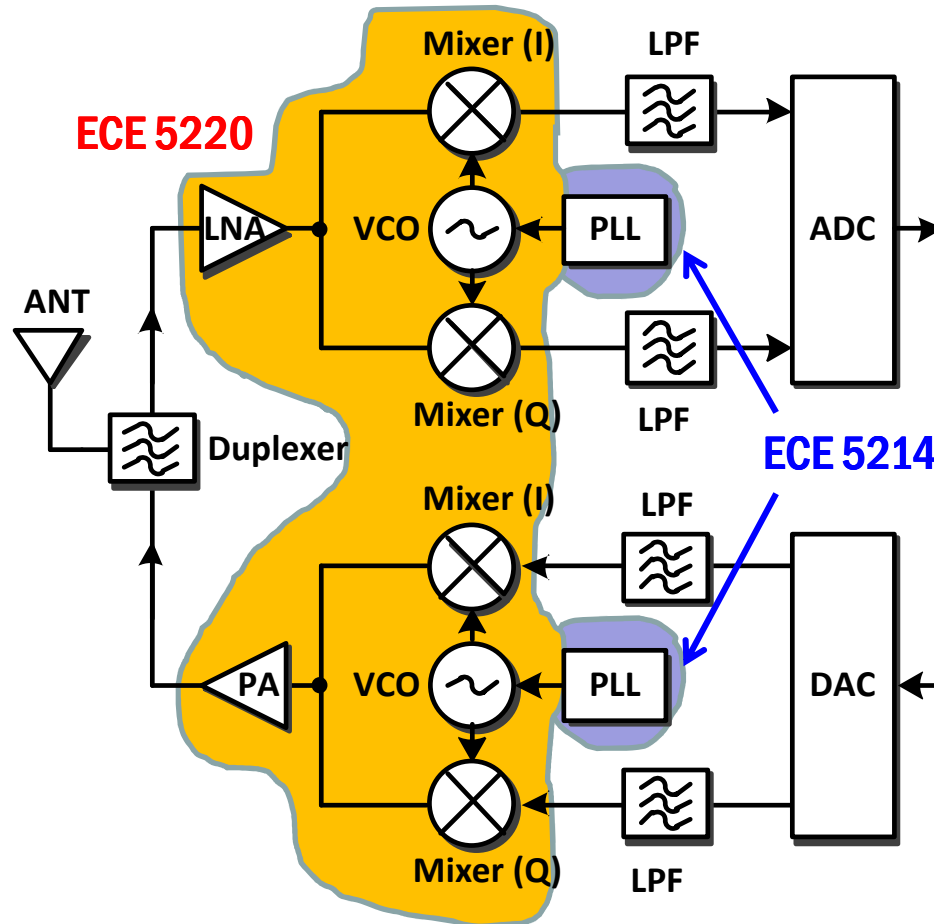 Mixer (I)
LPF
ECE 5220
LNA
VCO
PLL
ADC
ANT
Mixer (Q)
LPF
Duplexer
ECE 5214
Mixer (I)
LPF
PA
VCO
PLL
DAC
Mixer (Q)
LPF